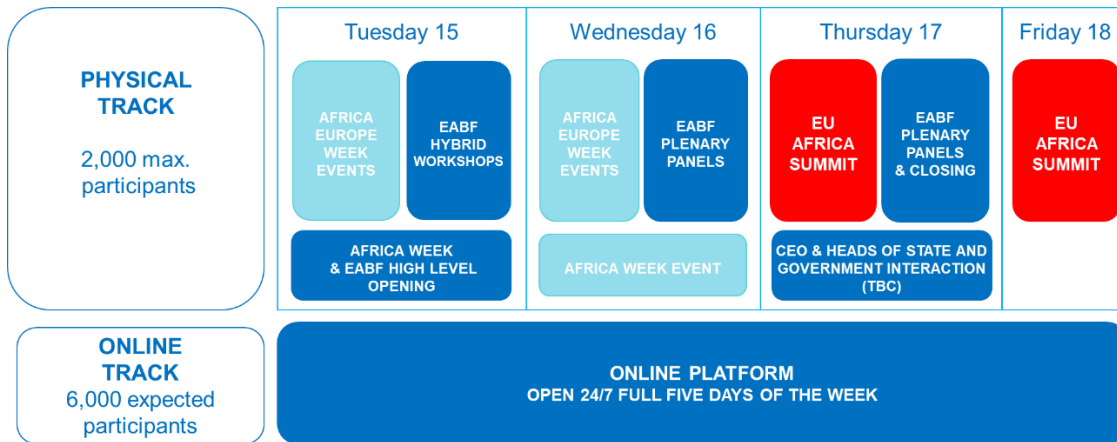 PHYSICAL
TRACK
2,000 max.
participants
Tuesday 15
AFRICA
EUROPE
WEEK
EVENTS
EABF
HYBRID
WORKSHOPS
AFRICA WEEK
& EABF HIGH LEVEL
OPENING
Wednesday 16
AFRICA
EUROPE
WEEK
EVENTS
EABF
PLENARY
PANELS
AFRICA WEEK EVENT
Thursday 17
EU
AFRICA
SUMMIT
EABF
PLENARY
PANELS
& CLOSING
CEO & HEADS OF STATE AND
GOVERNMENT INTERACTION
(TBC)
Friday 18
EU
AFRICA
SUMMIT
ONLINE
TRACK
6,000 expected
participants
ONLINE PLATFORM
OPEN 24/7 FULL FIVE DAYS OF THE WEEK